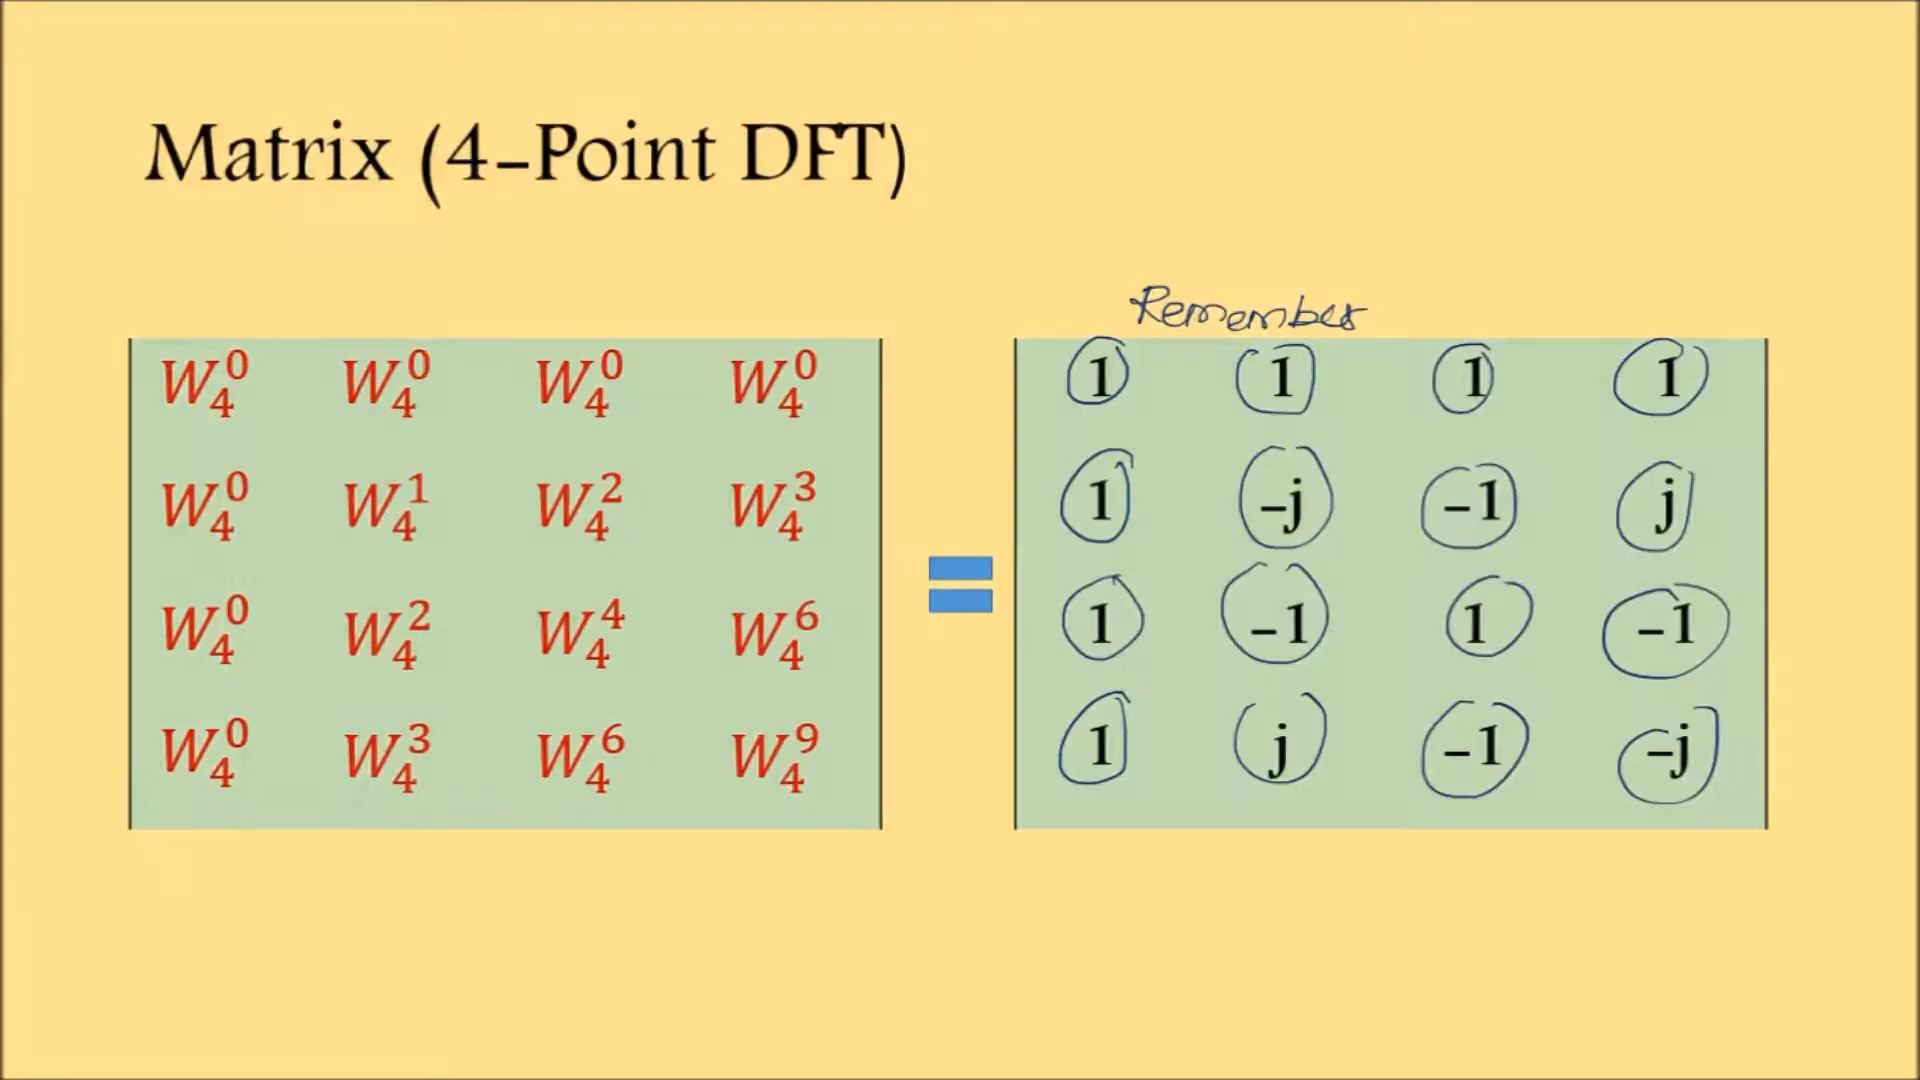 Matrix (4-Point DFT)
Remember
W₄⁰ W₄⁰ W₄⁰ W₄⁰
W₄⁰ W₄¹ W₄² W₄³
W₄⁰ W₄² W₄⁴ W₄⁶
W₄⁰ W₄³ W₄⁶ W₄⁹
=
1 1 1 1
1 -j -1 j
1 -1 1 -1
1 j -1 -j